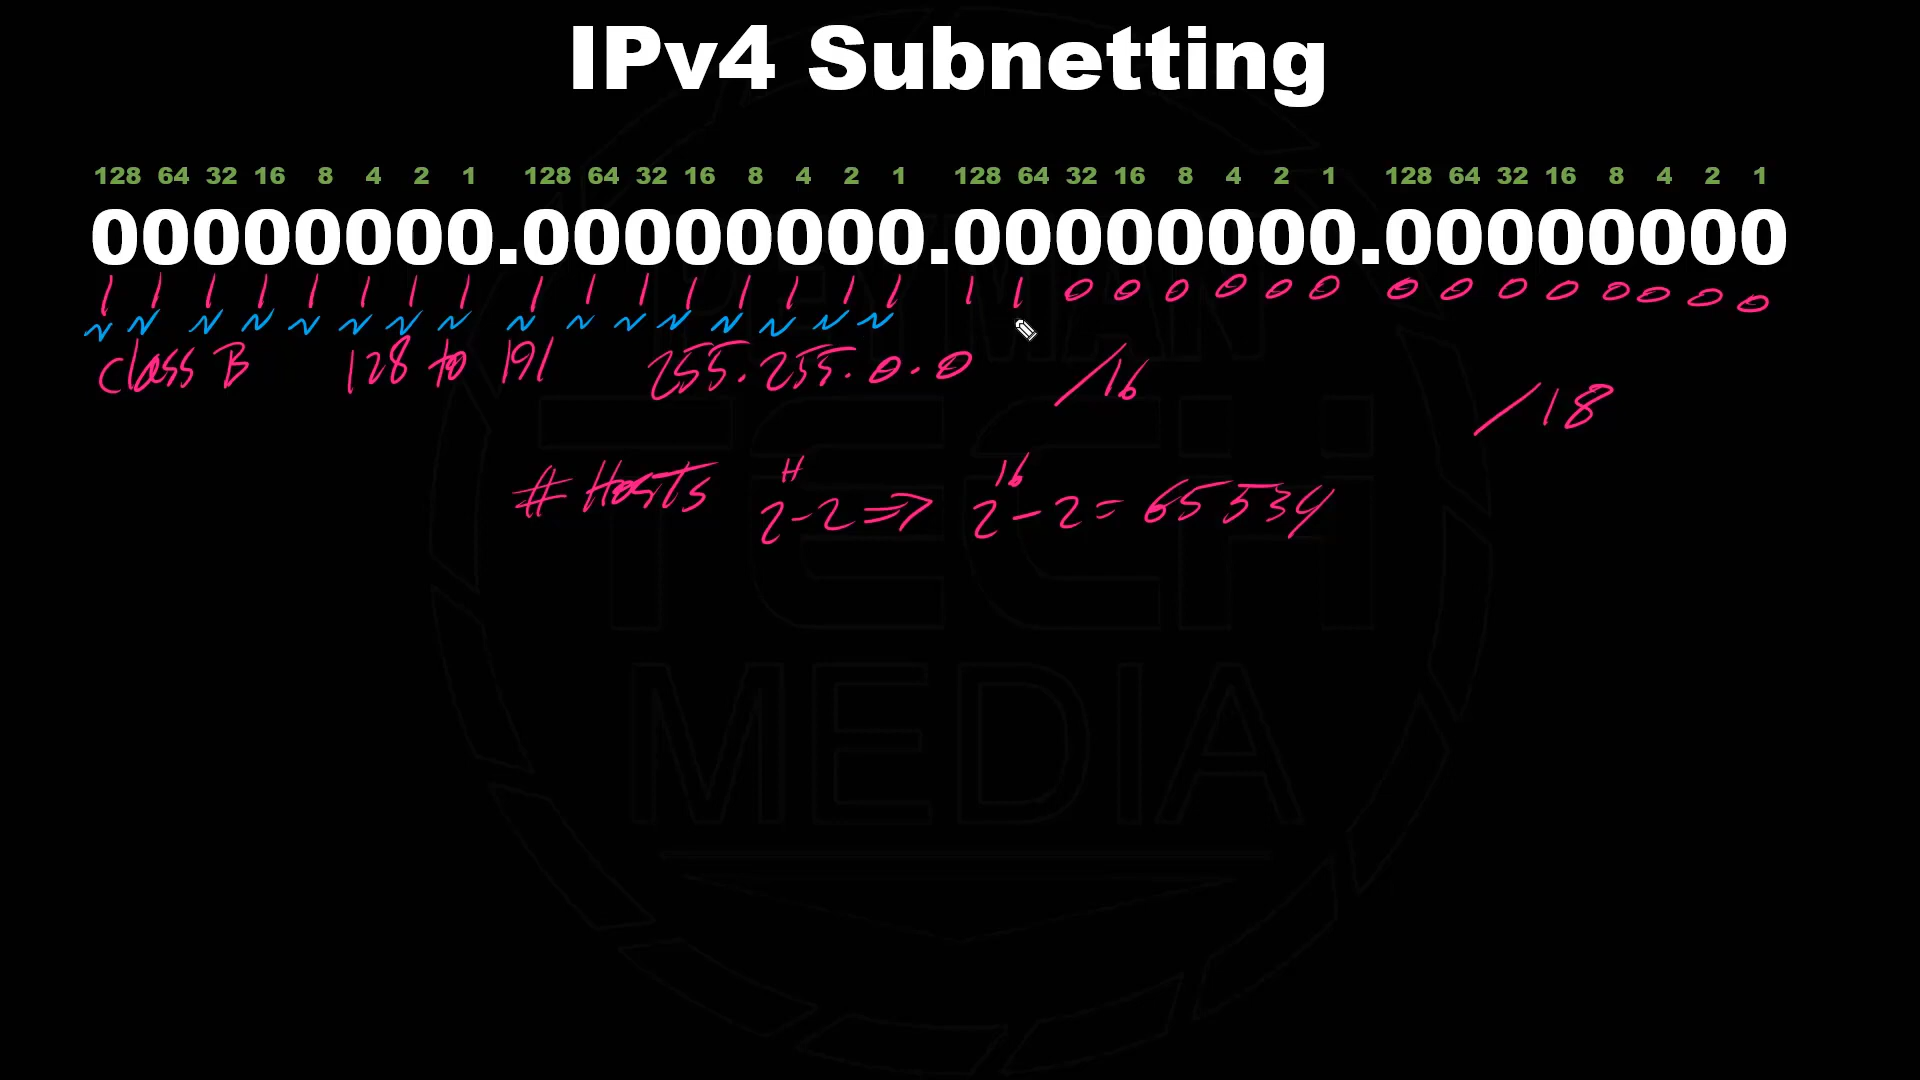 IPv4 Subnetting
128 64 32 16 8 4 2 1 128 64 32 16 8 4 2 1 128 64 32 16 8 4 2 1 128 64 32 16 8 4 2 1
00000000.00000000.00000000.00000000
1 1 1 1 1 1 1 1 1 1 1 1 1 1 1 1 1 1 0 0 0 0 0 0 0 0 0 0 0 0 0 0
N N N N N N N N N N N N N N N N
class B 128 to 191 255.255.0.0 /16
/18
# Hosts 2^H-2 ⇒ 2^16-2 = 65534
TECH
MEDIA